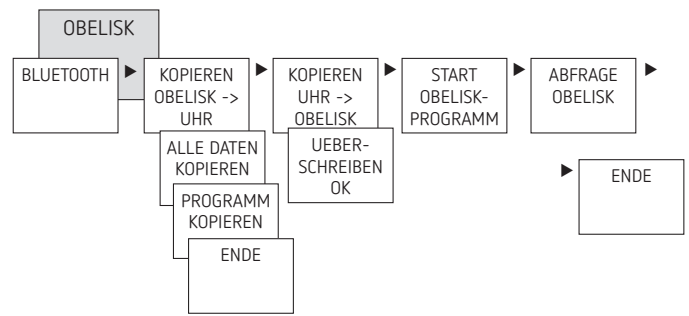 OBELISK
BLUETOOTH
KOPIEREN
OBELISK ->
UHR
ALLE DATEN
KOPIEREN
PROGRAMM
KOPIEREN
ENDE
KOPIEREN
UHR ->
OBELISK
UEBER-
SCHREIBEN
OK
START
OBELISK-
PROGRAMM
ABFRAGE
OBELISK
ENDE